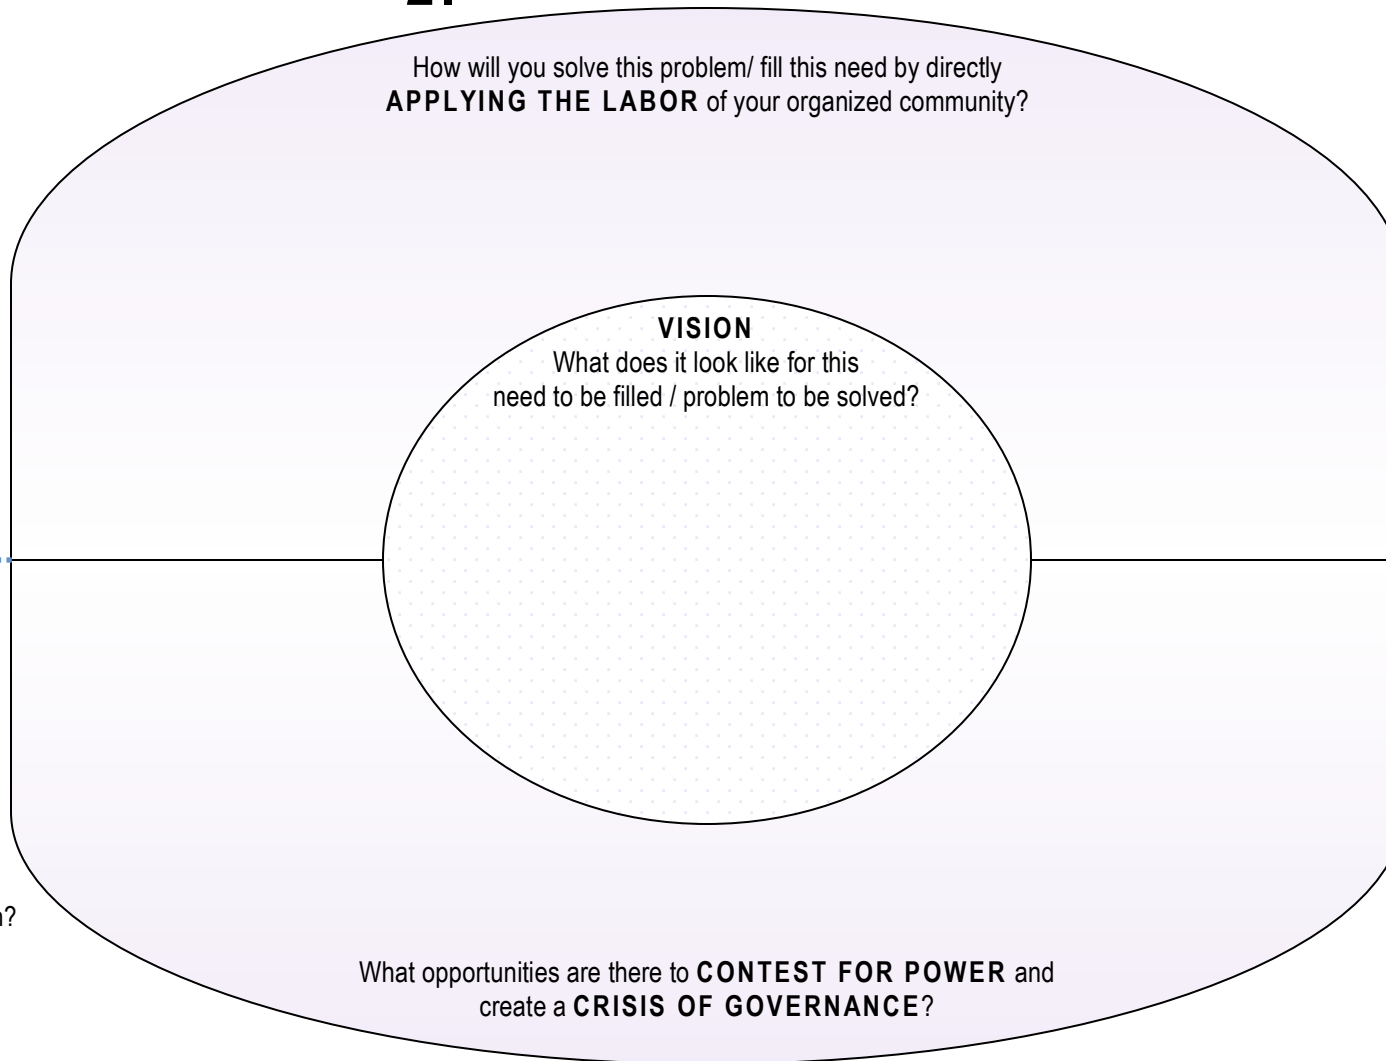 How will you solve this problem/ fill this need by directly
APPLYING THE LABOR of your organized community?
VISION
What does it look like for this
need to be filled / problem to be solved?
What opportunities are there to CONTEST FOR POWER and
create a CRISIS OF GOVERNANCE?